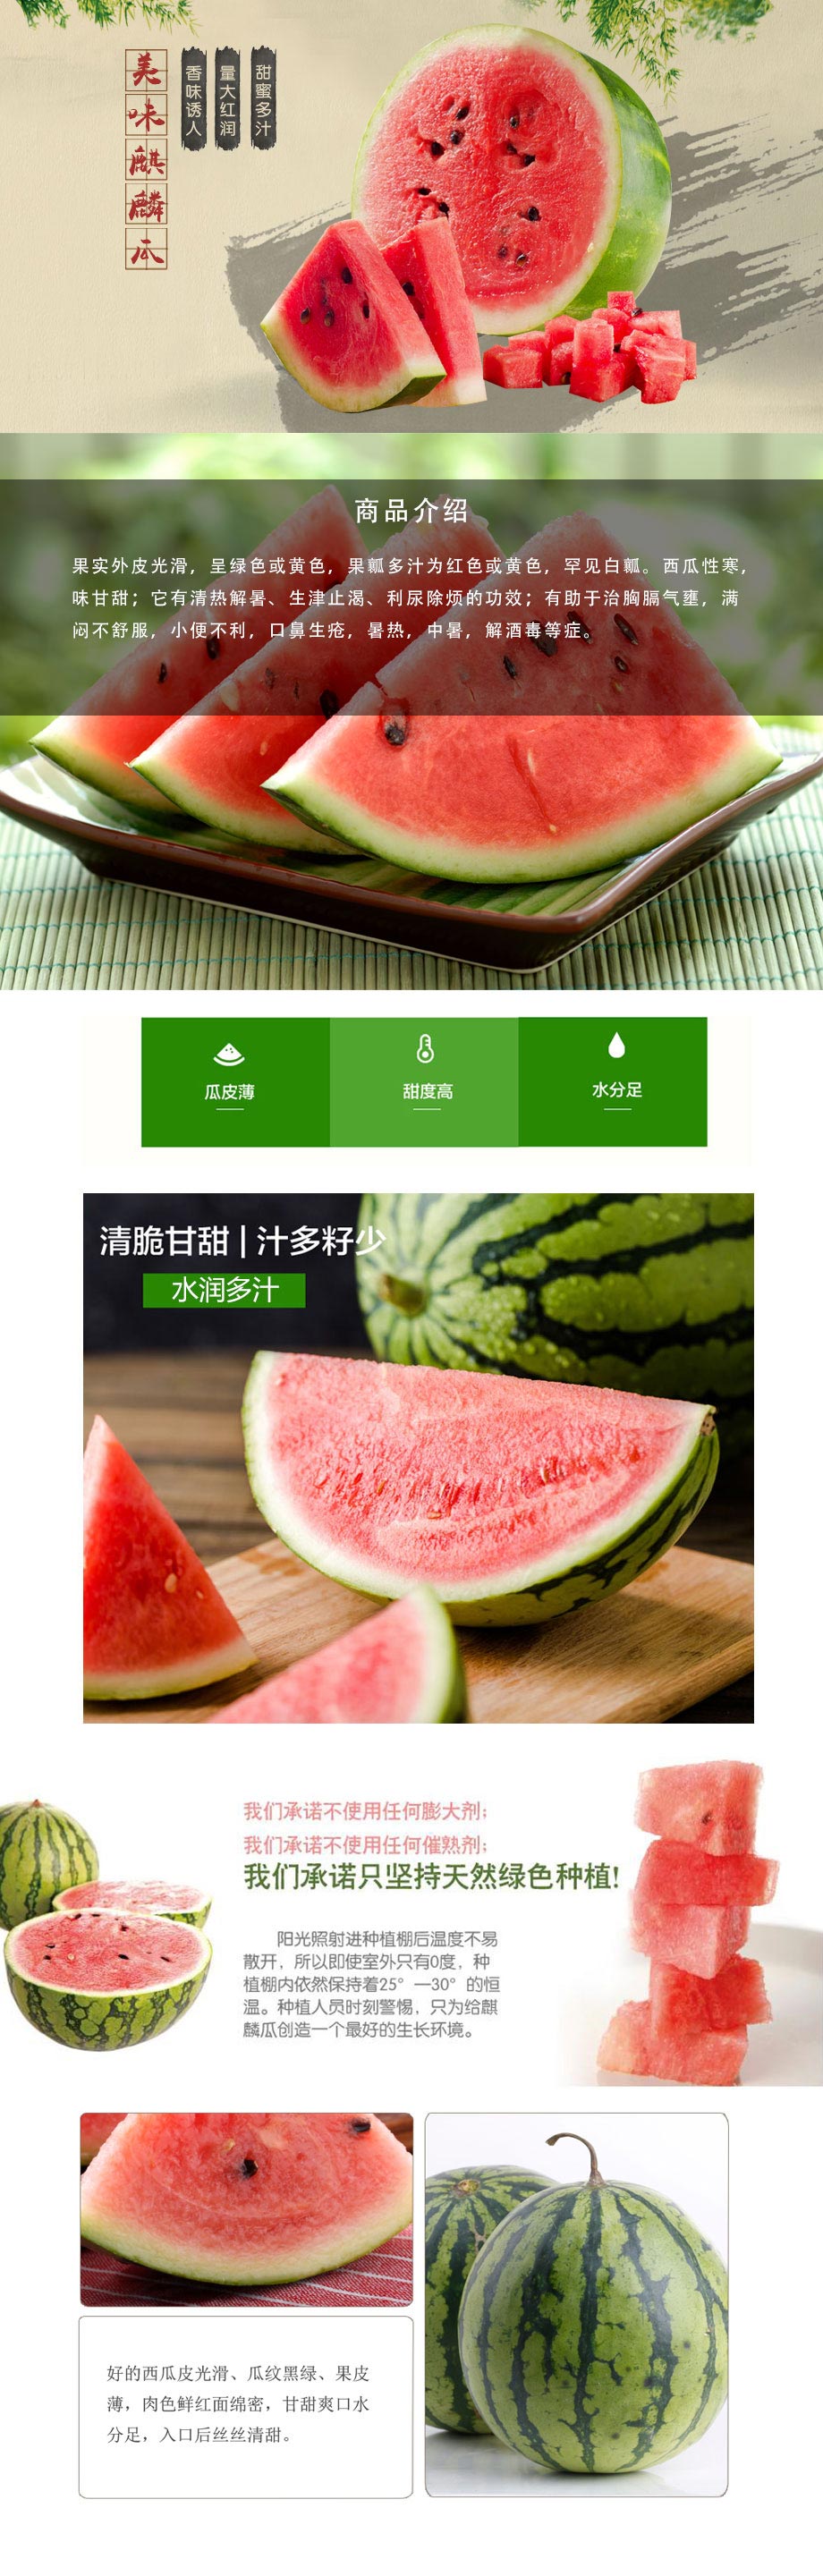 美味麒麟瓜
香味诱人
量大红润
甜蜜多汁
商品介绍
果实外皮光滑，呈绿色或黄色，果瓤多汁为红色或黄色，罕见白瓤。西瓜性寒，
味甘甜；它有清热解暑、生津止渴、利尿除烦的功效；有助于治胸膈气壅，满
闷不舒服，小便不利，口鼻生疮，暑热，中暑，解酒毒等症。
瓜皮薄
甜度高
水分足
清脆甘甜 | 汁多籽少
水润多汁
我们承诺不使用任何膨大剂;
我们承诺不使用任何催熟剂;
我们承诺只坚持天然绿色种植!
阳光照射进种植棚后温度不易
散开，所以即使室外只有0度，种
植棚内依然保持着25°—30°的恒
温。种植人员时刻警惕，只为给麒
麟瓜创造一个最好的生长环境。
好的西瓜皮光滑、瓜纹黑绿、果皮
薄，肉色鲜红面绵密，甘甜爽口水
分足，入口后丝丝清甜。